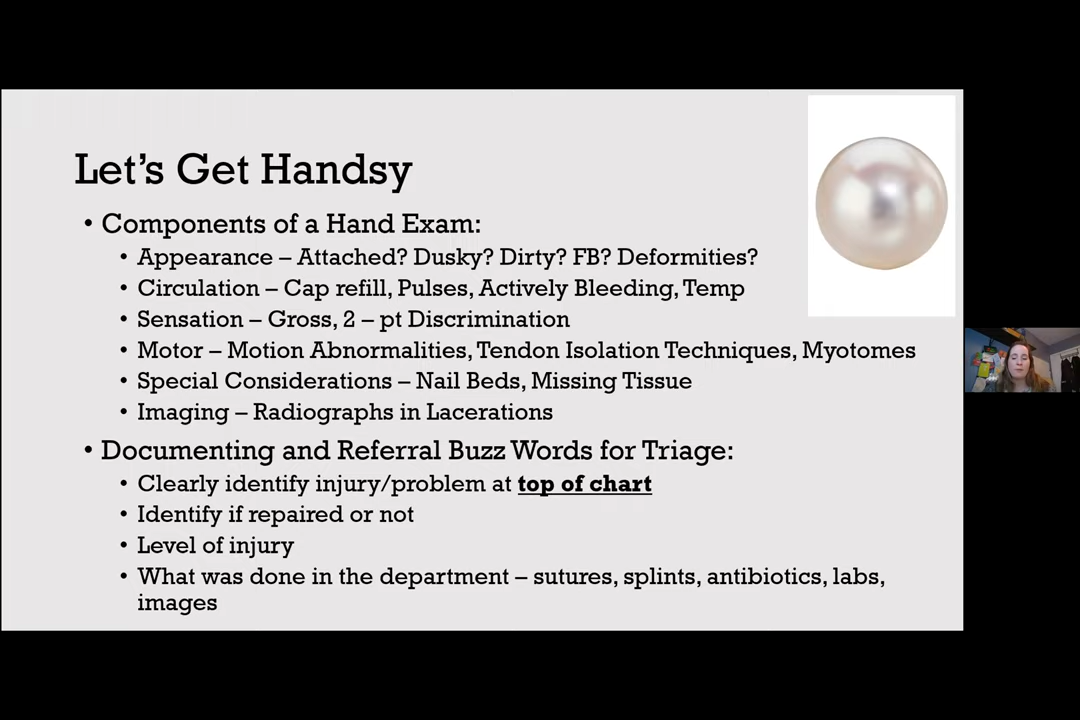 Let's Get Handsy
• Components of a Hand Exam:
• Appearance – Attached? Dusky? Dirty? FB? Deformities?
• Circulation – Cap refill, Pulses, Actively Bleeding, Temp
• Sensation – Gross, 2 – pt Discrimination
• Motor – Motion Abnormalities, Tendon Isolation Techniques, Myotomes
• Special Considerations – Nail Beds, Missing Tissue
• Imaging – Radiographs in Lacerations
• Documenting and Referral Buzz Words for Triage:
• Clearly identify injury/problem at top of chart
• Identify if repaired or not
• Level of injury
• What was done in the department – sutures, splints, antibiotics, labs,
images